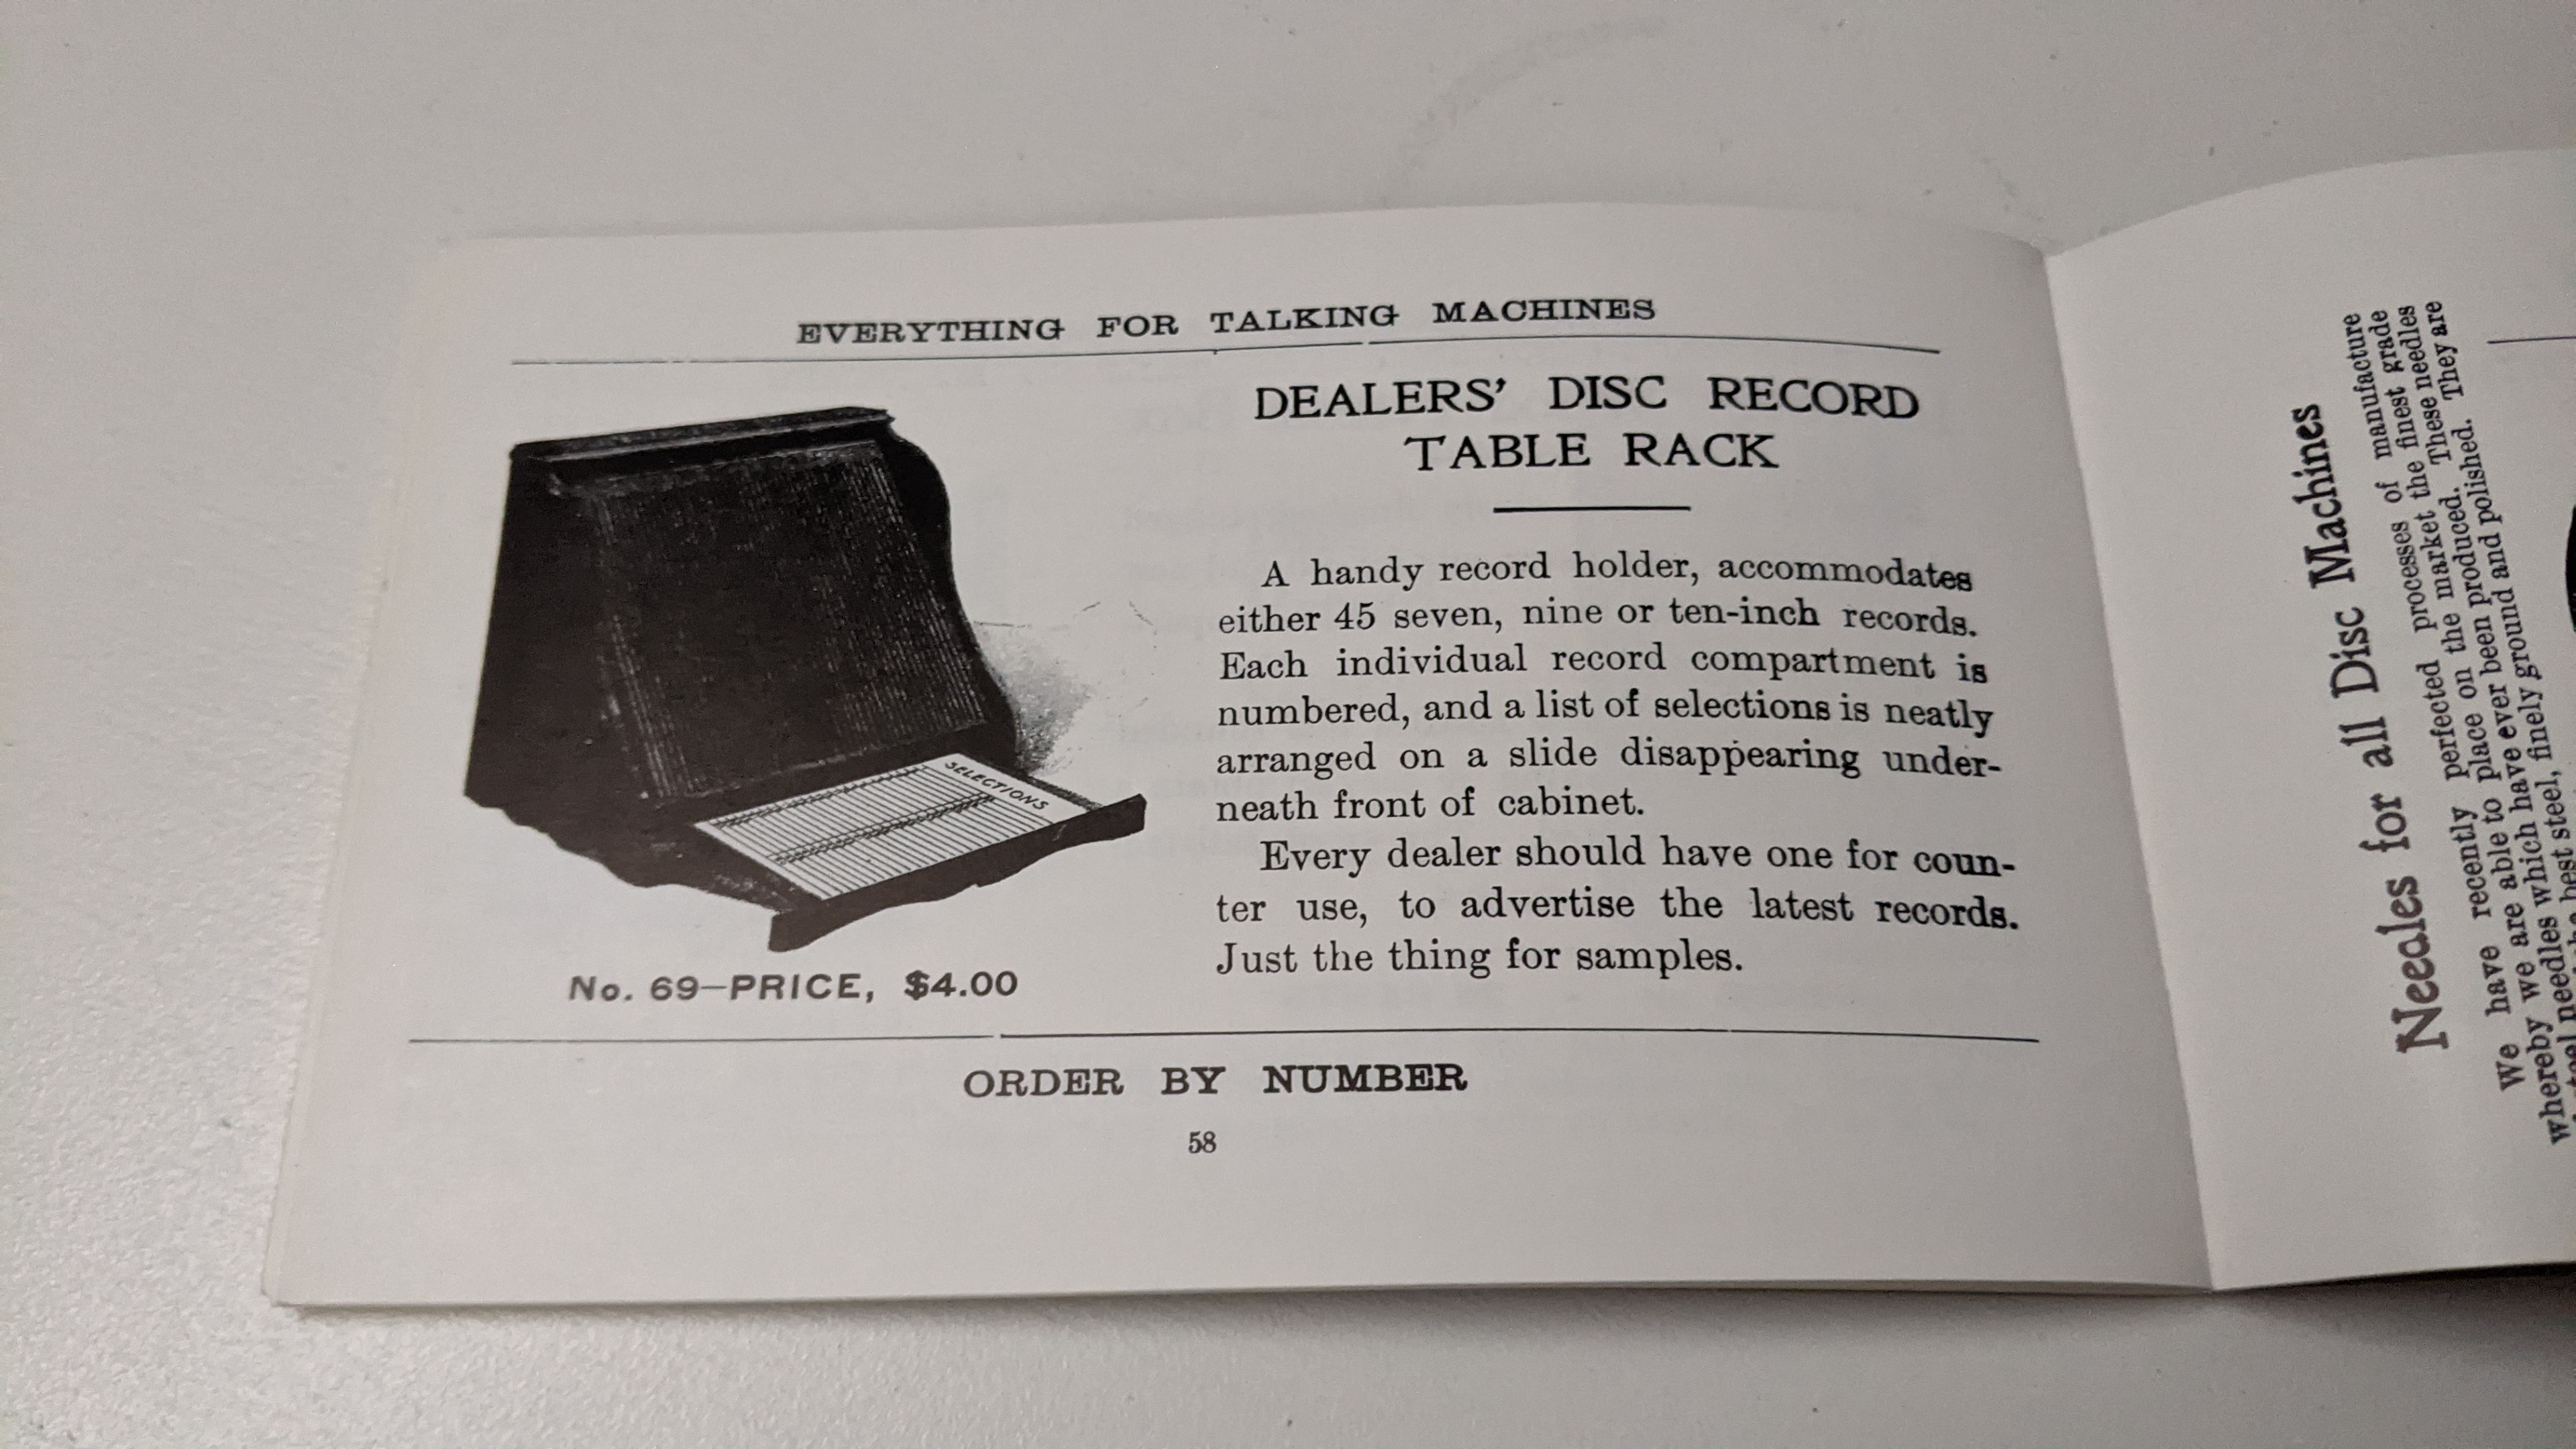 EVERYTHING FOR TALKING MACHINES
DEALERS' DISC RECORD
TABLE RACK
A handy record holder, accommodates
either 45 seven, nine or ten-inch records.
Each individual record compartment is
numbered, and a list of selections is neatly
arranged on a slide disappearing under-
neath front of cabinet.
Every dealer should have one for coun-
ter use, to advertise the latest records.
Just the thing for samples.
SELECTIONS
No. 69—PRICE, $4.00
ORDER BY NUMBER
58
Needles for all Disc Machines
We have recently perfected processes of manufacture
whereby we are able to place on the market the finest grade
needles which have ever been produced. These needles are
best steel, finely ground and polished. They are